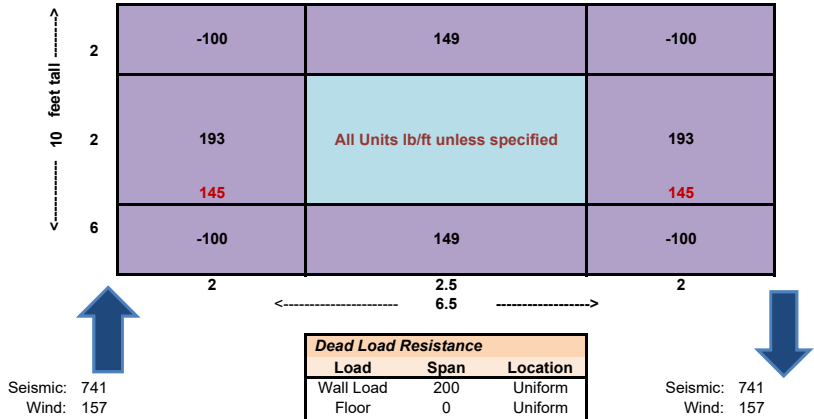 <---------- 10 feet tall ---------->
2
-100 149 -100
2
193 All Units lb/ft unless specified 193
145 145
6
-100 149 -100
2 2.5 2
<---------------------- 6.5 ----------------->
Dead Load Resistance
Load Span Location
Seismic: 741 Wall Load 200 Uniform Seismic: 741
Wind: 157 Floor 0 Uniform Wind: 157